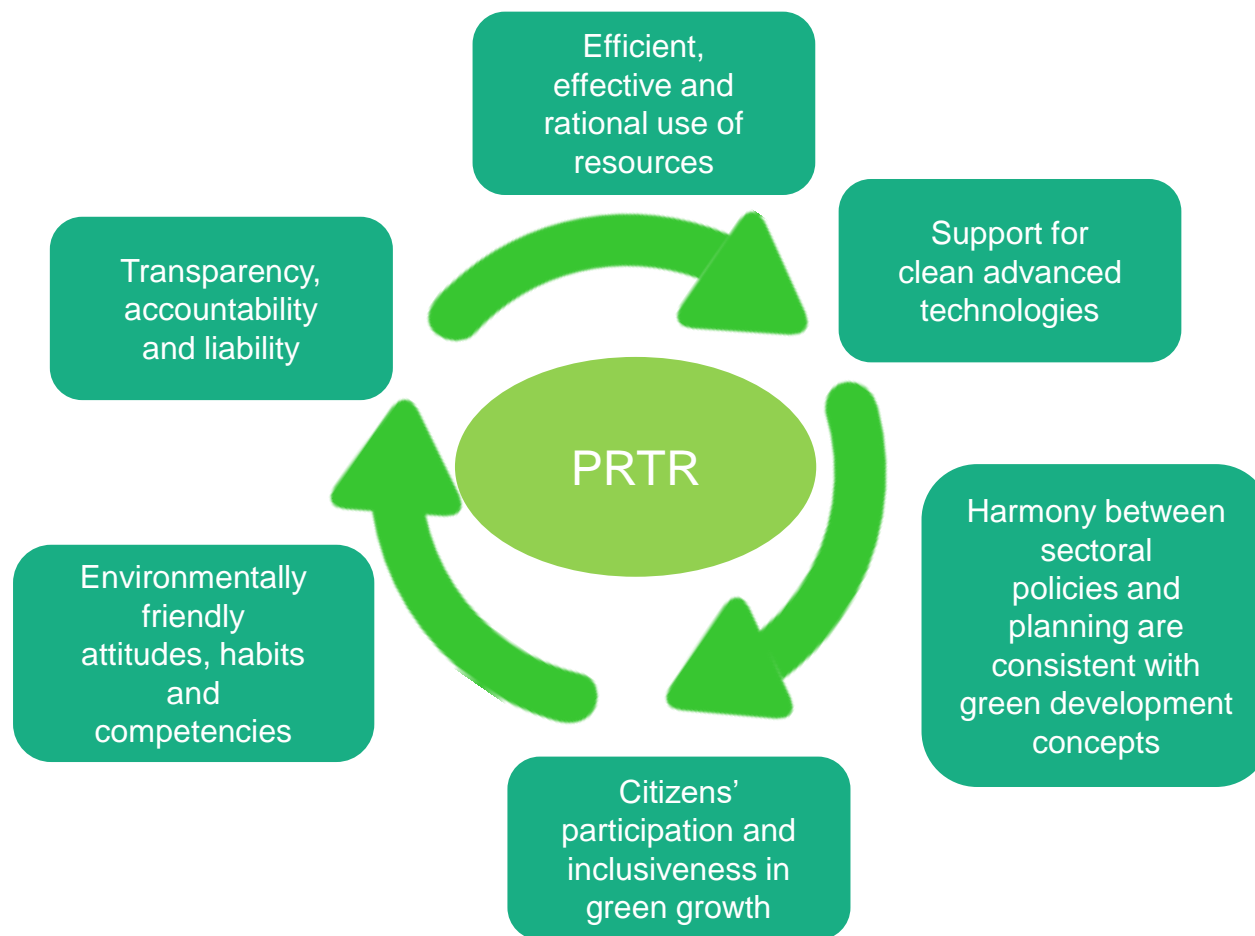 Efficient,
effective and
rational use of
resources
Support for
clean advanced
technologies
Transparency,
accountability
and liability
PRTR
Harmony between
sectoral
policies and
planning are
consistent with
green development
concepts
Environmentally
friendly
attitudes, habits
and
competencies
Citizens’
participation and
inclusiveness in
green growth